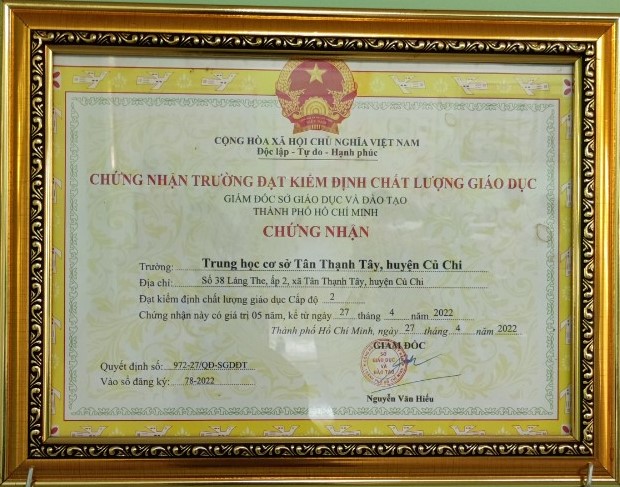 CỘNG HÒA XÃ HỘI CHỦ NGHĨA VIỆT NAM
Độc lập - Tự do - Hạnh phúc
CHỨNG NHẬN TRƯỜNG ĐẠT KIỂM ĐỊNH CHẤT LƯỢNG GIÁO DỤC
GIÁM ĐỐC SỞ GIÁO DỤC VÀ ĐÀO TẠO
THÀNH PHỐ HỒ CHÍ MINH
CHỨNG NHẬN
Trường: Trung học cơ sở Tân Thạnh Tây, huyện Củ Chi
Địa chỉ: Số 38 Láng The, ấp 2, xã Tân Thạnh Tây, huyện Củ Chi
Đạt kiểm định chất lượng giáo dục Cấp độ 2
Chứng nhận này có giá trị 05 năm, kể từ ngày 27 tháng 4 năm 2022
Thành phố Hồ Chí Minh, ngày 27 tháng 4 năm 2022
GIÁM ĐỐC
SỞ
GIÁO DỤC
VÀ
ĐÀO TẠO
Quyết định số: 972-27/QĐ-SGDĐT
Vào sổ đăng ký: 78-2022
Nguyễn Văn Hiếu